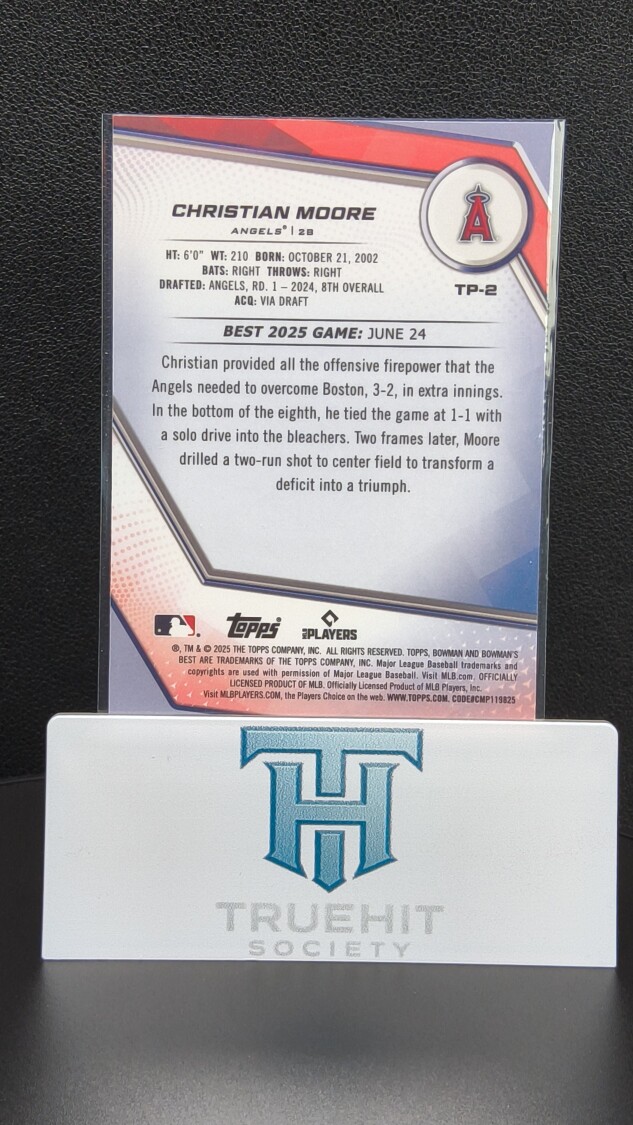 CHRISTIAN MOORE
ANGELS® | 2B
A
HT: 6'0" WT: 210 BORN: OCTOBER 21, 2002
BATS: RIGHT THROWS: RIGHT
DRAFTED: ANGELS, RD. 1 – 2024, 8TH OVERALL
ACQ: VIA DRAFT
TP-2
BEST 2025 GAME: JUNE 24
Christian provided all the offensive firepower that the
Angels needed to overcome Boston, 3-2, in extra innings.
In the bottom of the eighth, he tied the game at 1-1 with
a solo drive into the bleachers. Two frames later, Moore
drilled a two-run shot to center field to transform a
deficit into a triumph.
topps
MLB PLAYERS
®, TM & © 2025 THE TOPPS COMPANY, INC. ALL RIGHTS RESERVED. TOPPS, BOWMAN AND BOWMAN'S
BEST ARE TRADEMARKS OF THE TOPPS COMPANY, INC. Major League Baseball trademarks and
copyrights are used with permission of Major League Baseball. Visit MLB.com. OFFICIALLY
LICENSED PRODUCT OF MLB. Officially Licensed Product of MLB Players, Inc.
Visit MLBPLAYERS.COM, the Players Choice on the web. WWW.TOPPS.COM. CODE#CMP119825
TH
TRUEHIT
SOCIETY